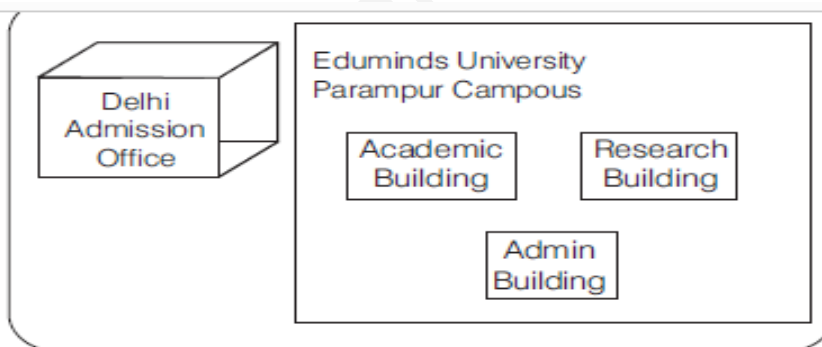 Delhi
Admission
Office
Eduminds University
Parampur Campous
Academic
Building
Research
Building
Admin
Building